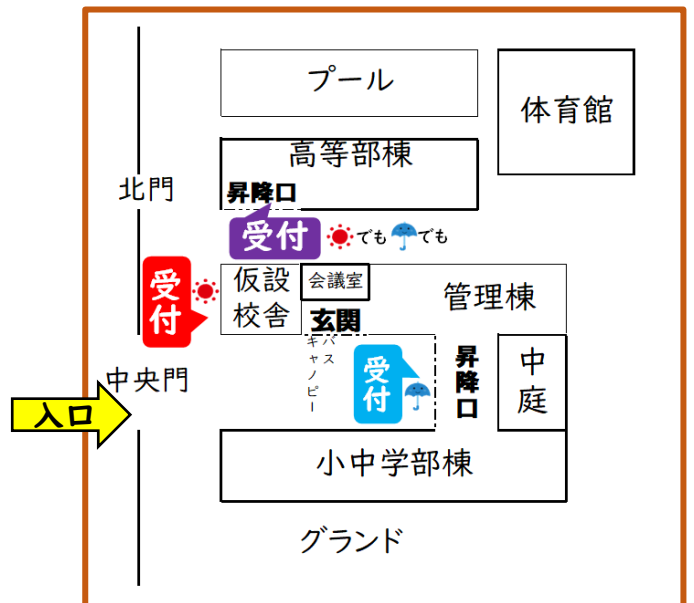 プール
体育館
高等部棟
北門
昇降口
受付
でも
でも
受付
仮設
校舎
会議室
管理棟
玄関
バス
キャノピー
受付
昇降口
中庭
中央門
入口
小中学部棟
グランド